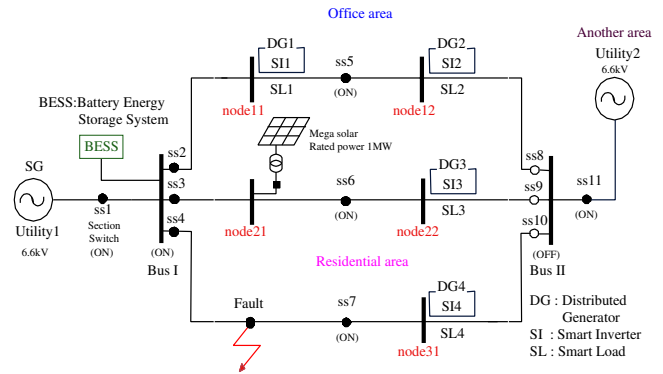 Office area
Another area
Utility2
6.6kV
DG1
SI1
SL1
ss5
(ON)
DG2
SI2
SL2
node11
node12
BESS:Battery Energy
Storage System
BESS
Mega solar
Rated power 1MW
SG
ss2
ss3
ss4
ss1
Section
Switch
(ON)
Utility1
6.6kV
(ON)
Bus I
node21
ss6
(ON)
DG3
SI3
SL3
node22
ss8
ss9
ss10
ss11
(ON)
(OFF)
Bus II
Residential area
Fault
ss7
(ON)
DG4
SI4
SL4
node31
DG : Distributed
Generator
SI : Smart Inverter
SL : Smart Load